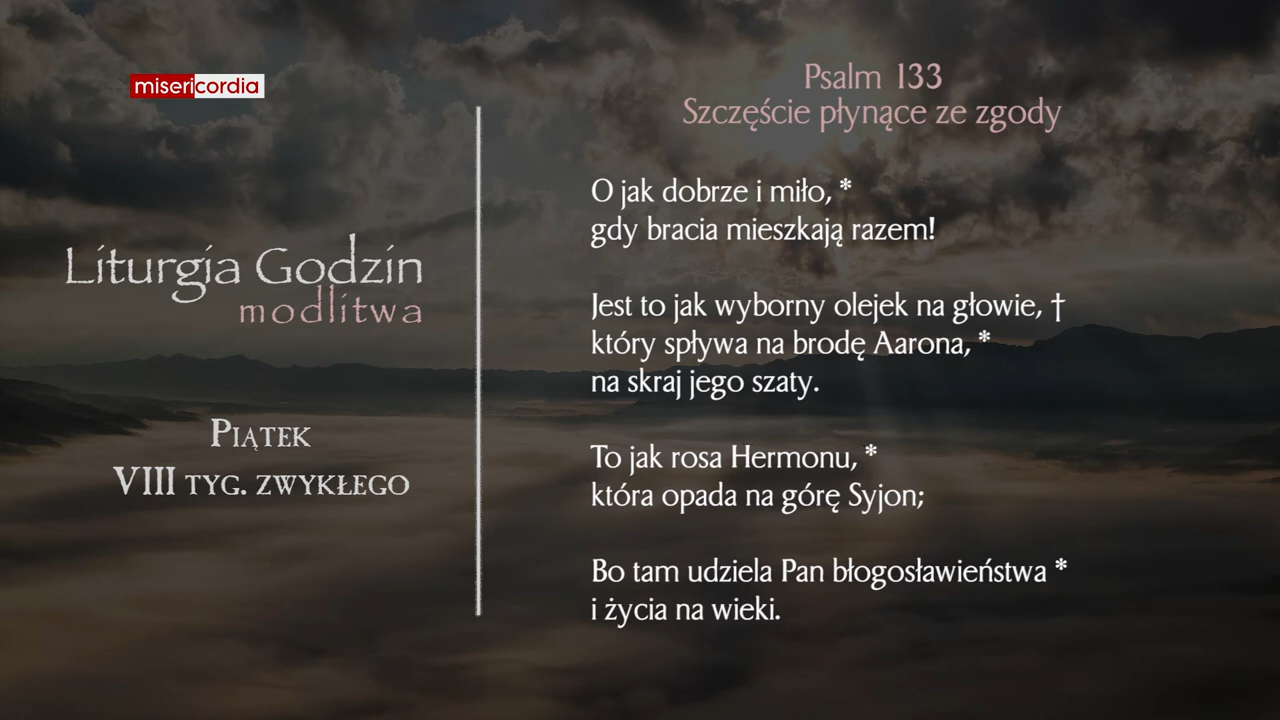 misericordia
Liturgia Godzin
modlitwa
Piątek
VIII tyg. zwykłego
Psalm 133
Szczęście płynące ze zgody
O jak dobrze i miło, *
gdy bracia mieszkają razem!
Jest to jak wyborny olejek na głowie, †
który spływa na brodę Aarona, *
na skraj jego szaty.
To jak rosa Hermonu, *
która opada na górę Syjon;
Bo tam udziela Pan błogosławieństwa *
i życia na wieki.